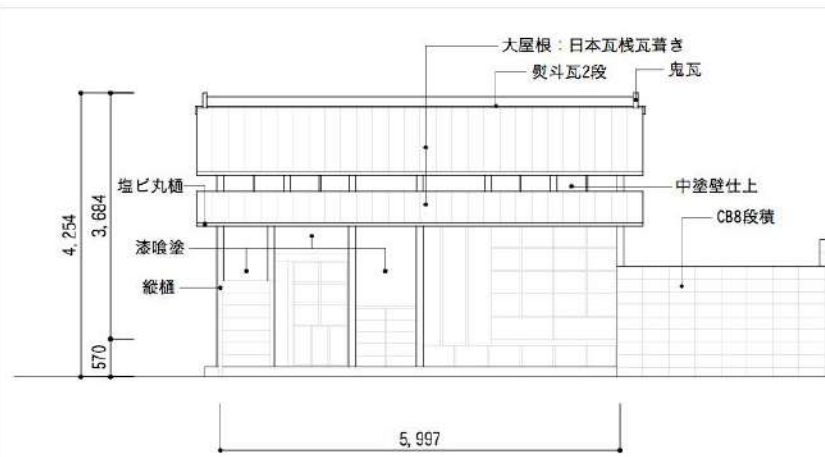 大屋根：日本瓦桟瓦葺き
熨斗瓦2段
鬼瓦
塩ビ丸樋
中塗壁仕上
CB8段積
漆喰塗
縦樋
4,254
3,684
570
5,997